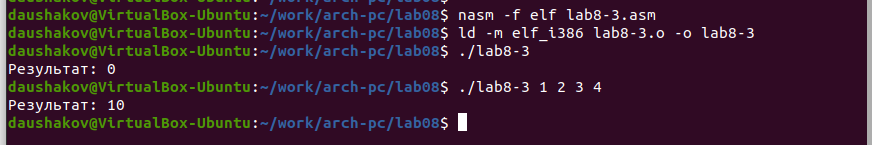 daushakov@VirtualBox-Ubuntu:~/work/arch-pc/lab08$ nasm -f elf lab8-3.asm
daushakov@VirtualBox-Ubuntu:~/work/arch-pc/lab08$ ld -m elf_i386 lab8-3.o -o lab8-3
daushakov@VirtualBox-Ubuntu:~/work/arch-pc/lab08$ ./lab8-3
Результат: 0
daushakov@VirtualBox-Ubuntu:~/work/arch-pc/lab08$ ./lab8-3 1 2 3 4
Результат: 10
daushakov@VirtualBox-Ubuntu:~/work/arch-pc/lab08$